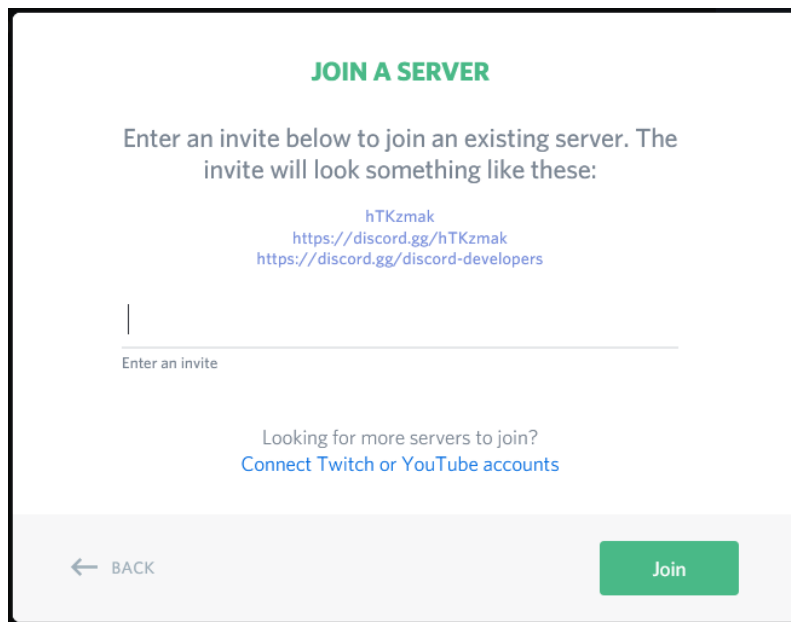 JOIN A SERVER
Enter an invite below to join an existing server. The
invite will look something like these:
hTKzmak
https://discord.gg/hTKzmak
https://discord.gg/discord-developers
Enter an invite
Looking for more servers to join?
Connect Twitch or YouTube accounts
← BACK
Join